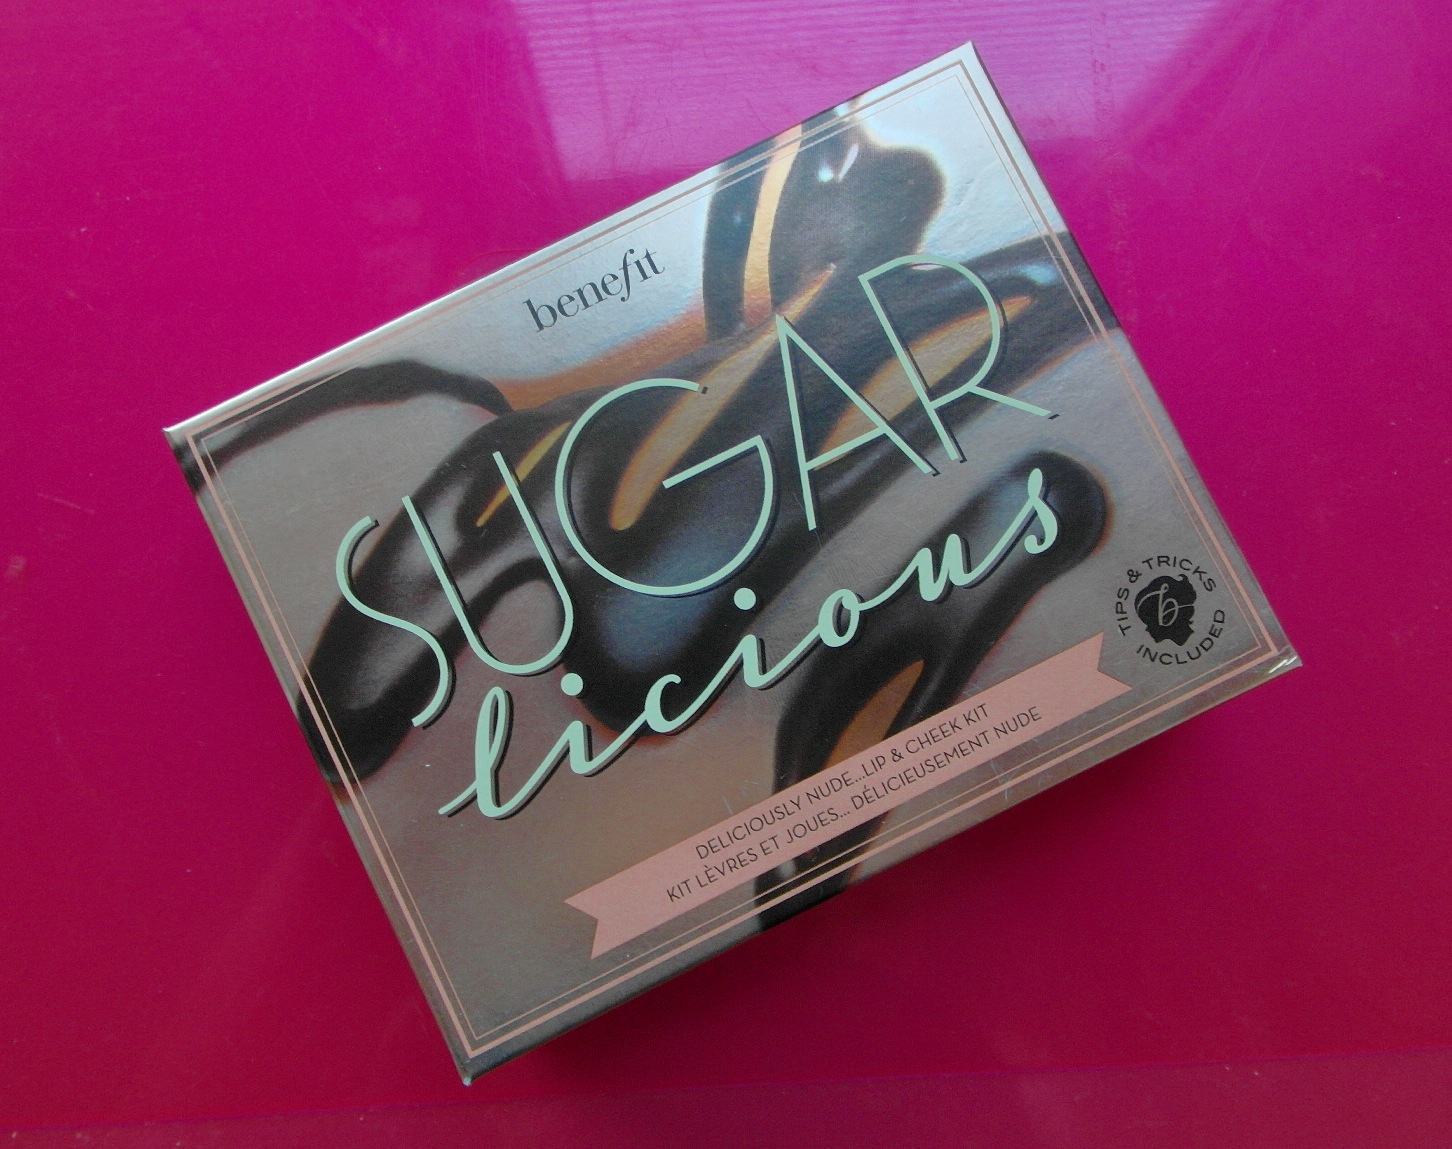 benefit
SUGAR
licious
TIPS & TRICKS
b
INCLUDED
DELICIOUSLY NUDE...LIP & CHEEK KIT
KIT LÈVRES ET JOUES... DÉLICIEUSEMENT NUDE